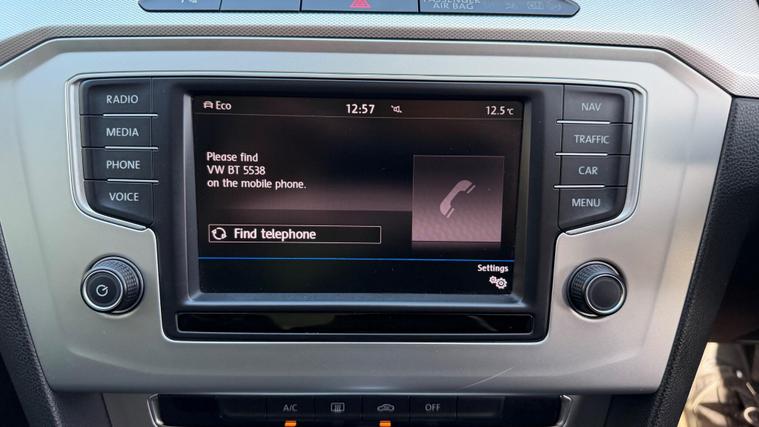 PASSENGER
AIR BAG
RADIO
MEDIA
PHONE
VOICE
Eco 12:57 12.5 °C
Please find
VW BT 5538
on the mobile phone.
Find telephone
Settings
NAV
TRAFFIC
CAR
MENU
A/C OFF